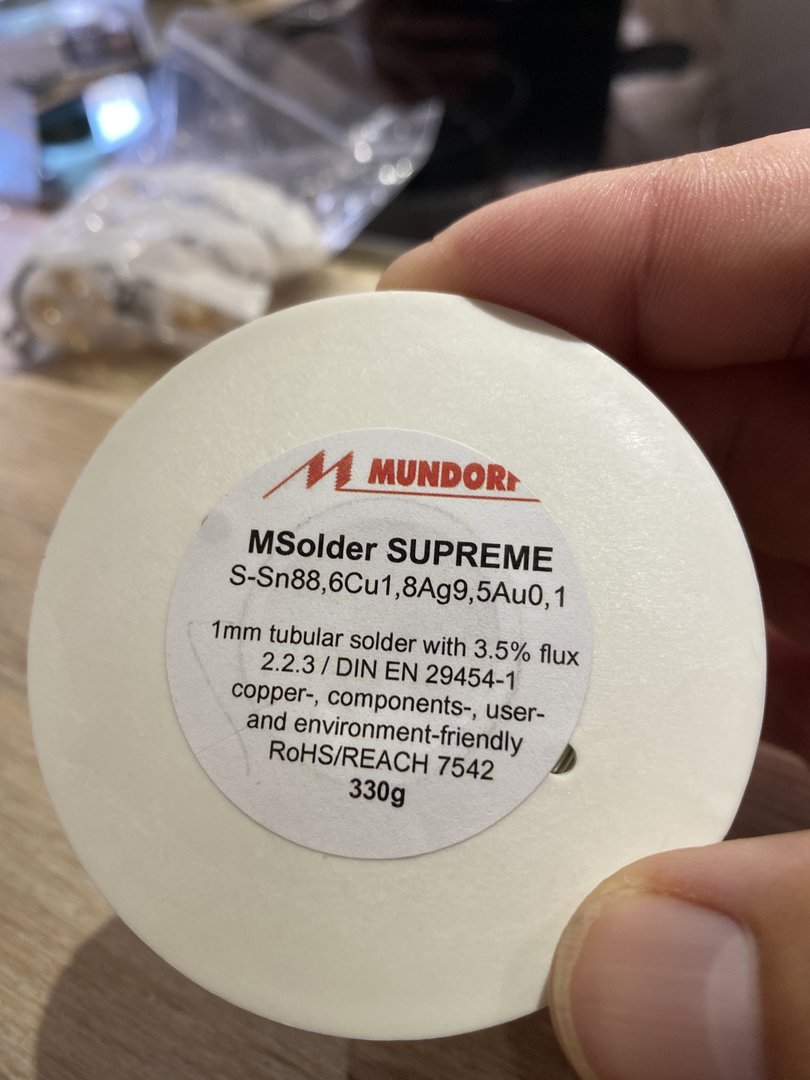 MUNDORF
MSolder SUPREME
S-Sn88,6Cu1,8Ag9,5Au0,1
1mm tubular solder with 3.5% flux
2.2.3 / DIN EN 29454-1
copper-, components-, user-
and environment-friendly
RoHS/REACH 7542
330g